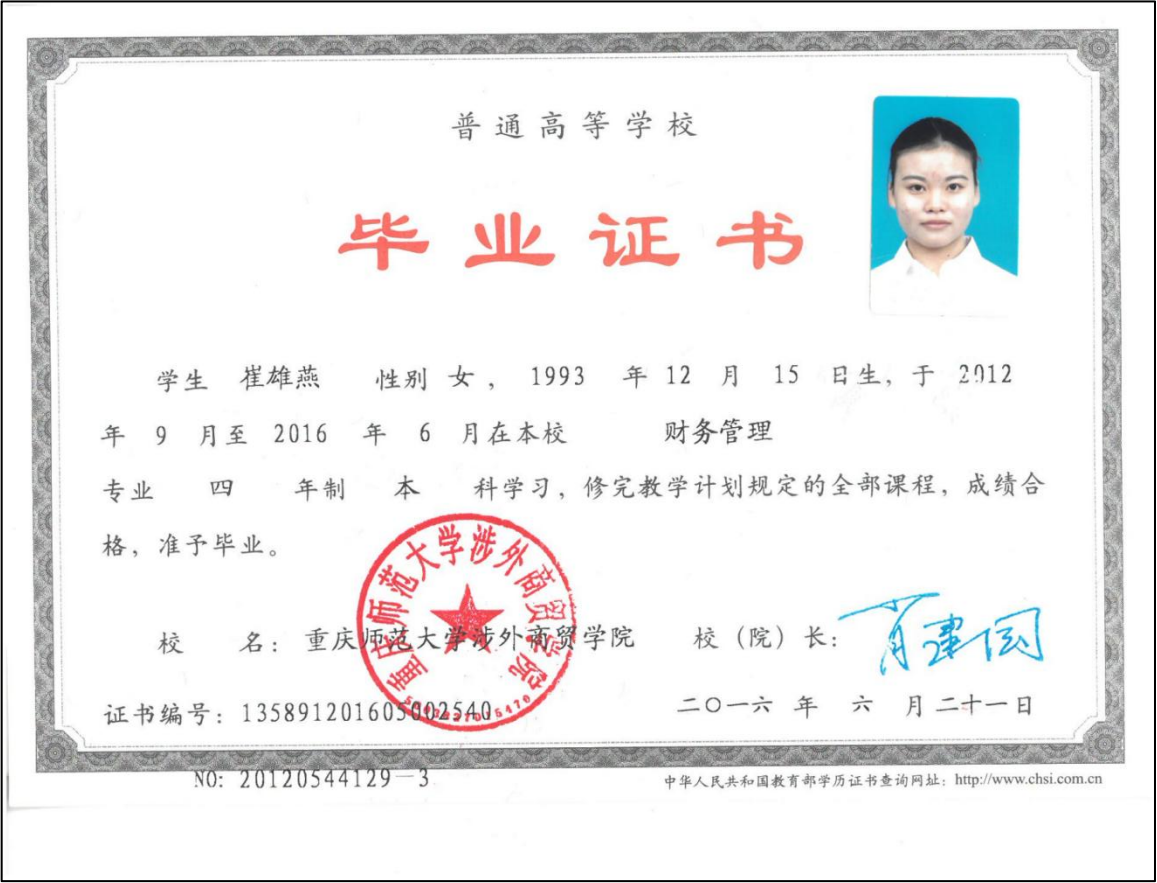 普通高等学校
毕业证书
学生 崔雄燕 性别 女 ， 1993 年 12 月 15 日生，于 2012
年 9 月至 2016 年 6 月在本校 财务管理
专业 四 年制 本 科学习，修完教学计划规定的全部课程，成绩合
格，准予毕业。
重庆师范大学涉外商贸学院
校 名：重庆师范大学涉外商贸学院 校（院）长：
证书编号：135891201605002540 二〇一六 年 六 月 二十一日
NO: 20120544129－3 中华人民共和国教育部学历证书查询网址：http://www.chsi.com.cn